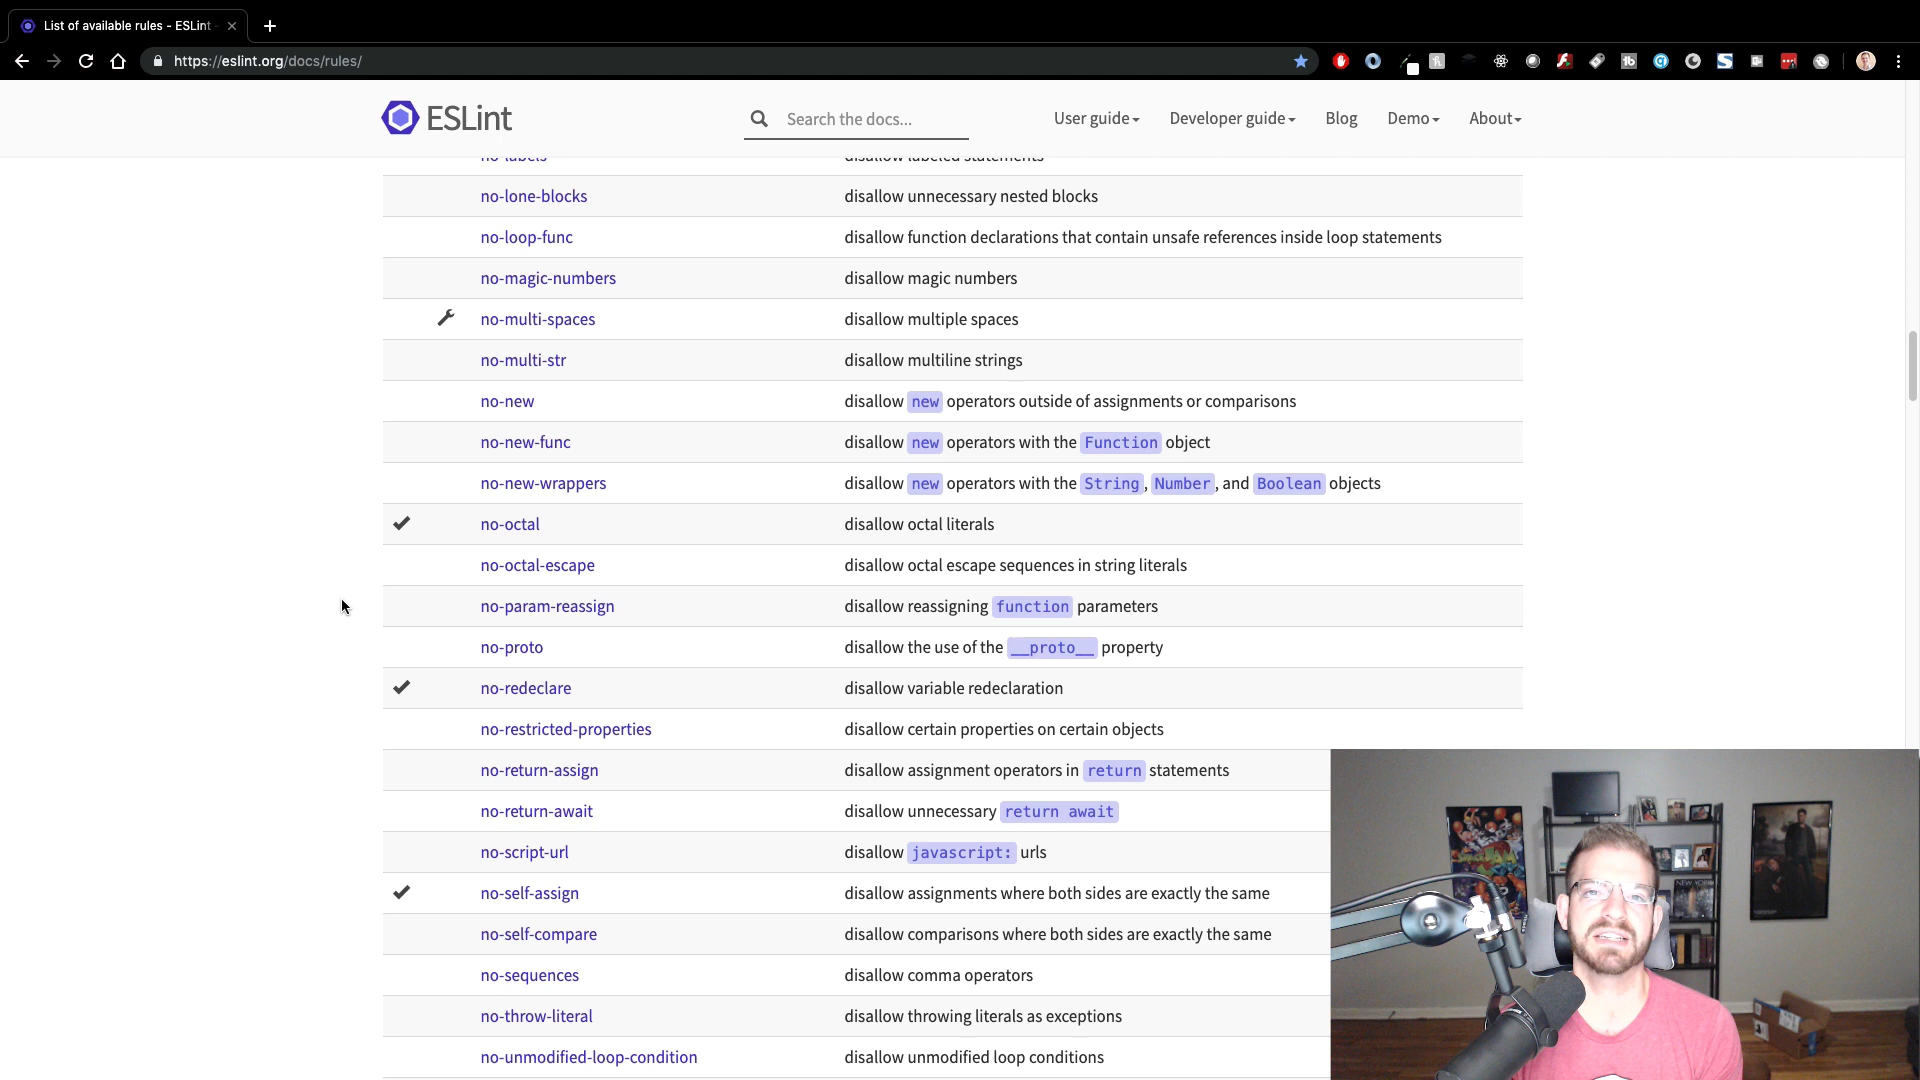 List of available rules - ESLint -
https://eslint.org/docs/rules/
ESLint
Search the docs...
User guide
Developer guide
Blog
Demo
About
no-labels disallow labeled statements
no-lone-blocks disallow unnecessary nested blocks
no-loop-func disallow function declarations that contain unsafe references inside loop statements
no-magic-numbers disallow magic numbers
no-multi-spaces disallow multiple spaces
no-multi-str disallow multiline strings
no-new disallow new operators outside of assignments or comparisons
no-new-func disallow new operators with the Function object
no-new-wrappers disallow new operators with the String, Number, and Boolean objects
no-octal disallow octal literals
no-octal-escape disallow octal escape sequences in string literals
no-param-reassign disallow reassigning function parameters
no-proto disallow the use of the __proto__ property
no-redeclare disallow variable redeclaration
no-restricted-properties disallow certain properties on certain objects
no-return-assign disallow assignment operators in return statements
no-return-await disallow unnecessary return await
no-script-url disallow javascript: urls
no-self-assign disallow assignments where both sides are exactly the same
no-self-compare disallow comparisons where both sides are exactly the same
no-sequences disallow comma operators
no-throw-literal disallow throwing literals as exceptions
no-unmodified-loop-condition disallow unmodified loop conditions
NEW YORK